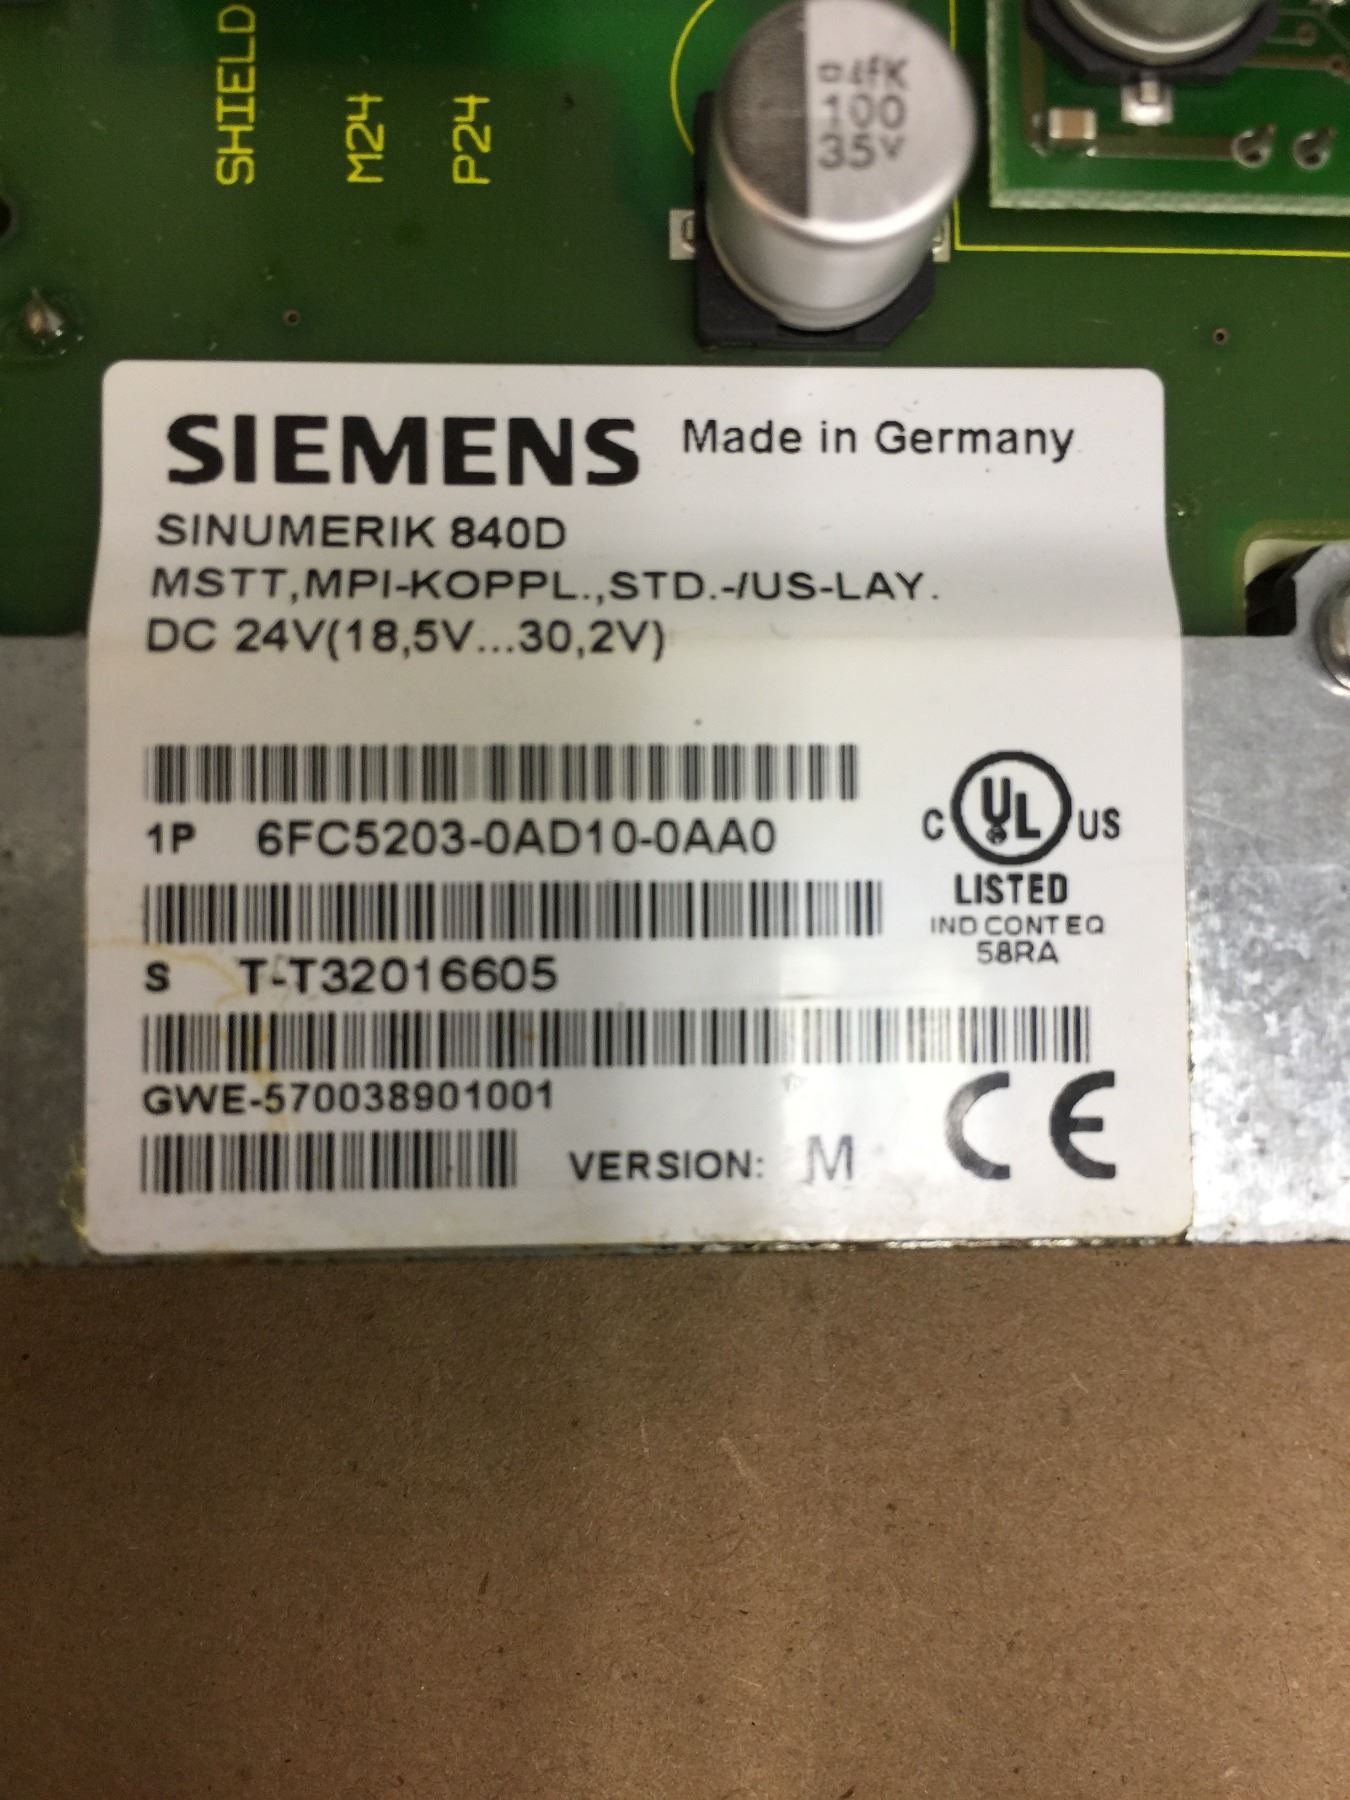 SHIELD
M24
P24
100
35V
SIEMENS Made in Germany
SINUMERIK 840D
MSTT,MPI-KOPPL.,STD.-/US-LAY.
DC 24V(18,5V...30,2V)
1P 6FC5203-0AD10-0AA0
C UL US
LISTED
IND CONT EQ
58RA
S T-T32016605
GWE-570038901001
VERSION: M
CE